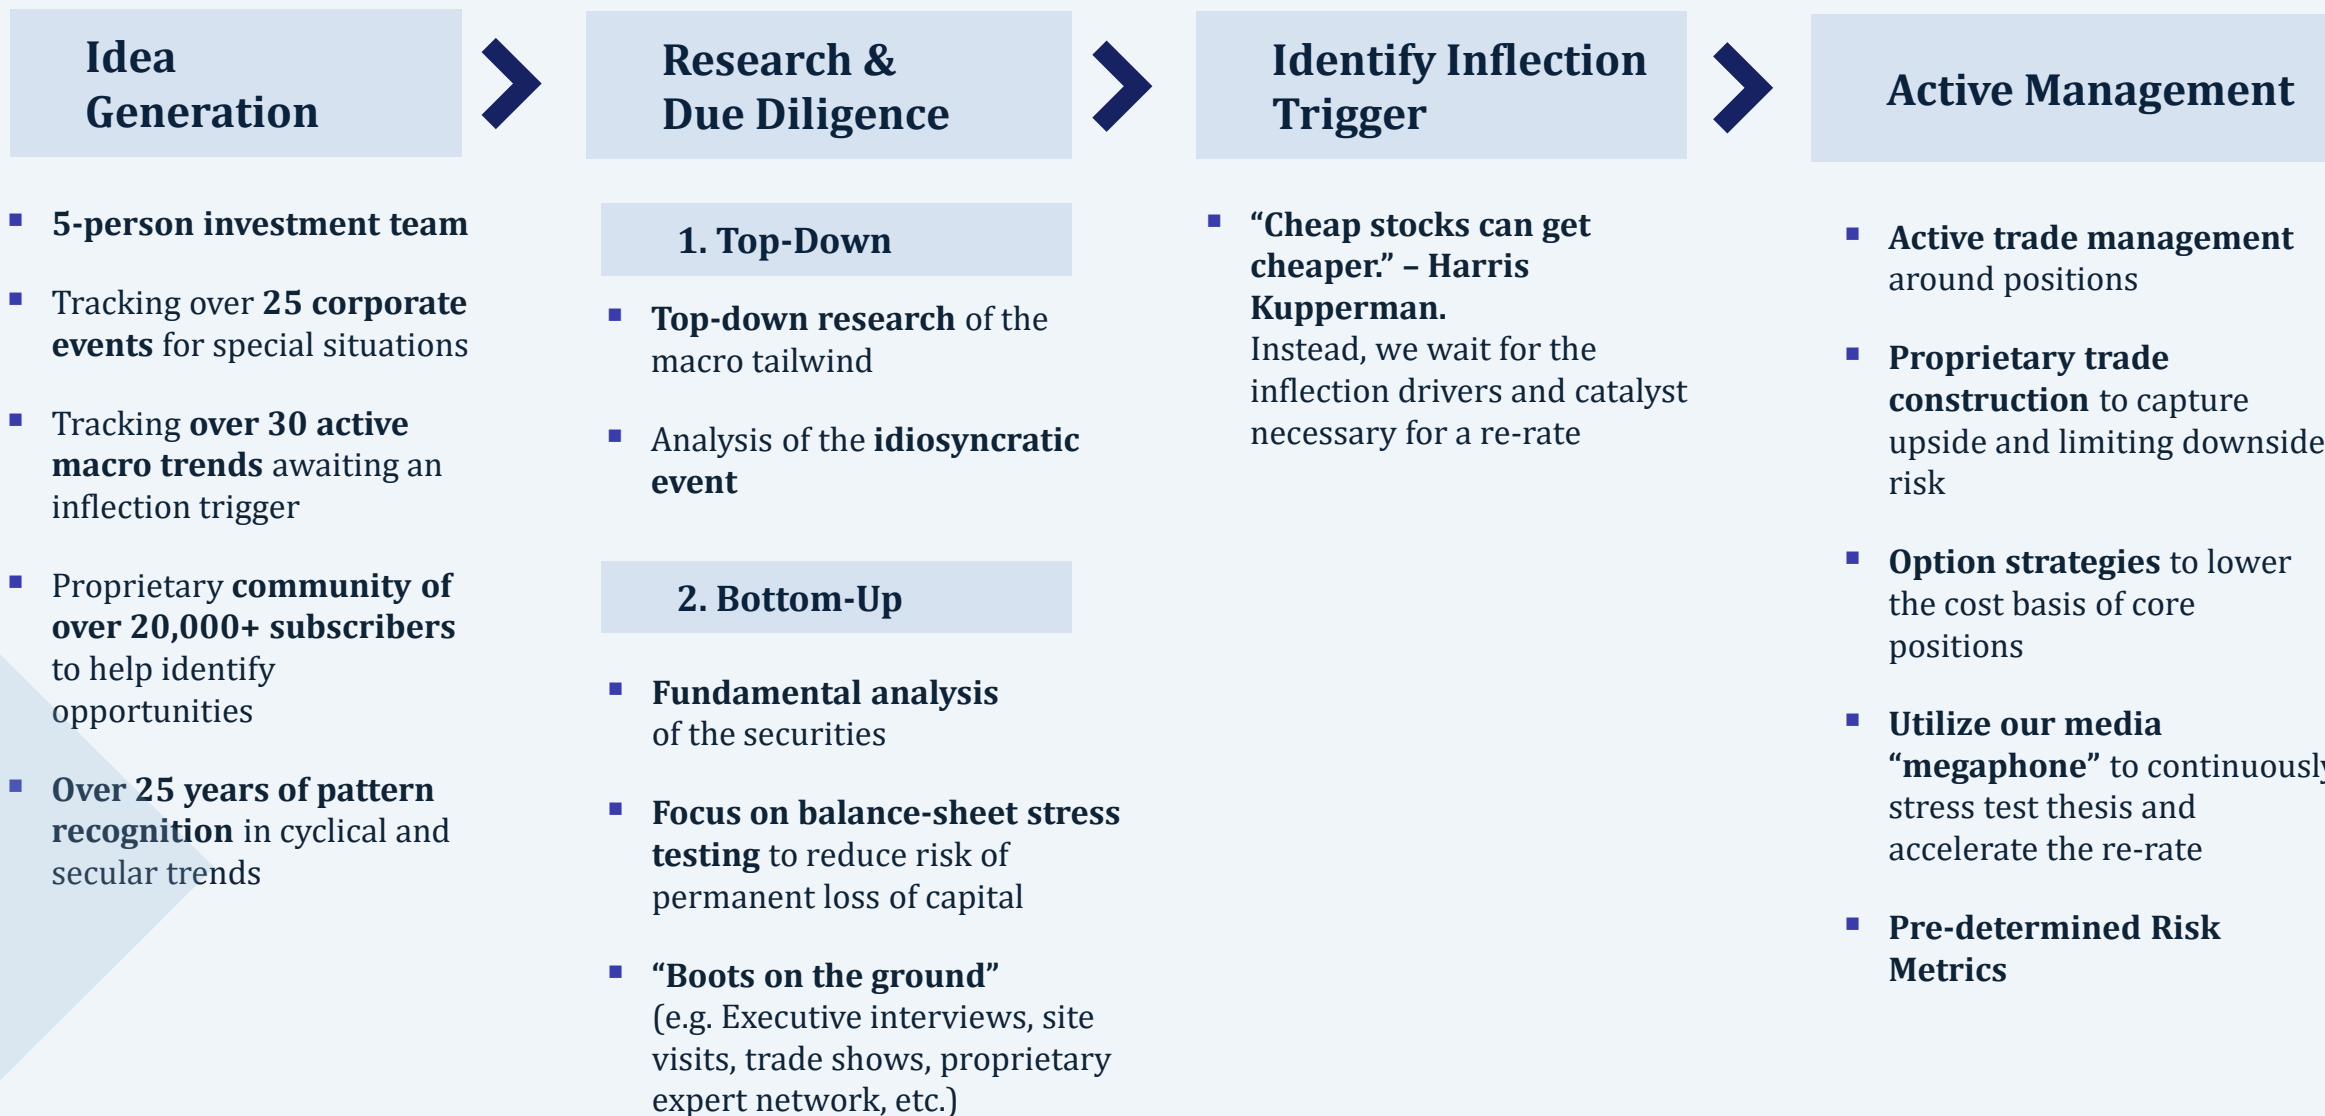 Idea
Generation
5-person investment team
Tracking over 25 corporate
events for special situations
Tracking over 30 active
macro trends awaiting an
inflection trigger
Proprietary community of
over 20,000+ subscribers
to help identify
opportunities
Over 25 years of pattern
recognition in cyclical and
secular trends
Research &
Due Diligence
1. Top-Down
Top-down research of the
macro tailwind
Analysis of the idiosyncratic
event
2. Bottom-Up
Fundamental analysis
of the securities
Focus on balance-sheet stress
testing to reduce risk of
permanent loss of capital
“Boots on the ground”
(e.g. Executive interviews, site
visits, trade shows, proprietary
expert network, etc.)
Identify Inflection
Trigger
“Cheap stocks can get
cheaper.” – Harris
Kupperman.
Instead, we wait for the
inflection drivers and catalyst
necessary for a re-rate
Active Management
Active trade management
around positions
Proprietary trade
construction to capture
upside and limiting downside
risk
Option strategies to lower
the cost basis of core
positions
Utilize our media
“megaphone” to continuously
stress test thesis and
accelerate the re-rate
Pre-determined Risk
Metrics